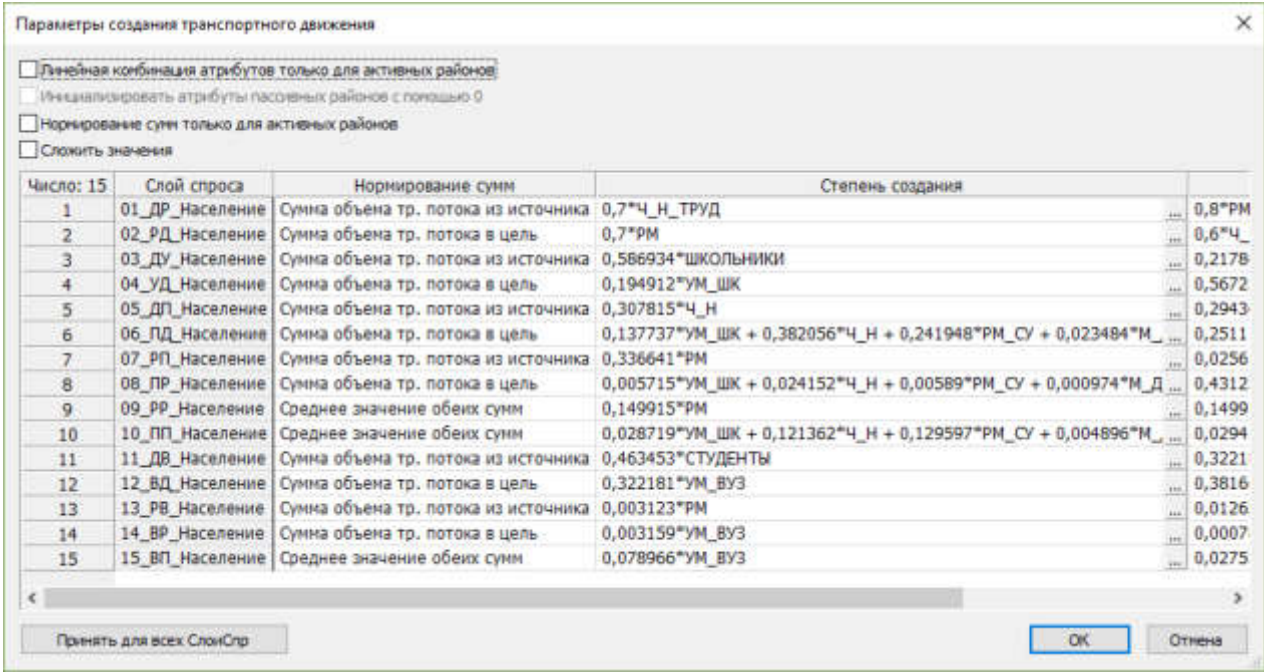 Параметры создания транспортного движения
Линейная комбинация атрибутов только для активных районов
Инициализировать атрибуты пассивных районов с помощью 0
Нормирование сумм только для активных районов
Сложить значения
Число: 15 Слой спроса Нормирование сумм Степень создания
1 01_ДР_Население Сумма объема тр. потока из источника 0,7*Ч_Н_ТРУД ... 0,8*РМ
2 02_РД_Население Сумма объема тр. потока в цель 0,7*РМ ... 0,6*Ч_
3 03_ДУ_Население Сумма объема тр. потока из источника 0,586934*ШКОЛЬНИКИ ... 0,2178
4 04_УД_Население Сумма объема тр. потока в цель 0,194912*УМ_ШК ... 0,5672
5 05_ДП_Население Сумма объема тр. потока из источника 0,307815*Ч_Н ... 0,2943
6 06_ПД_Население Сумма объема тр. потока в цель 0,137737*УМ_ШК + 0,382056*Ч_Н + 0,241948*РМ_СУ + 0,023484*М_ ... 0,2511
7 07_РП_Население Сумма объема тр. потока из источника 0,336641*РМ ... 0,0256
8 08_ПР_Население Сумма объема тр. потока в цель 0,005715*УМ_ШК + 0,024152*Ч_Н + 0,00589*РМ_СУ + 0,000974*М_Д ... 0,4312
9 09_РР_Население Среднее значение обеих сумм 0,149915*РМ ... 0,1499
10 10_ПП_Население Среднее значение обеих сумм 0,028719*УМ_ШК + 0,121362*Ч_Н + 0,129597*РМ_СУ + 0,004896*М_ ... 0,0294
11 11_ДВ_Население Сумма объема тр. потока из источника 0,463453*СТУДЕНТЫ ... 0,3221
12 12_ВД_Население Сумма объема тр. потока в цель 0,322181*УМ_ВУЗ ... 0,3816
13 13_РВ_Население Сумма объема тр. потока из источника 0,003123*РМ ... 0,0126
14 14_ВР_Население Сумма объема тр. потока в цель 0,003159*УМ_ВУЗ ... 0,0007
15 15_ВП_Население Среднее значение обеих сумм 0,078966*УМ_ВУЗ ... 0,0275
Принять для всех СлоиСпр ОК Отмена